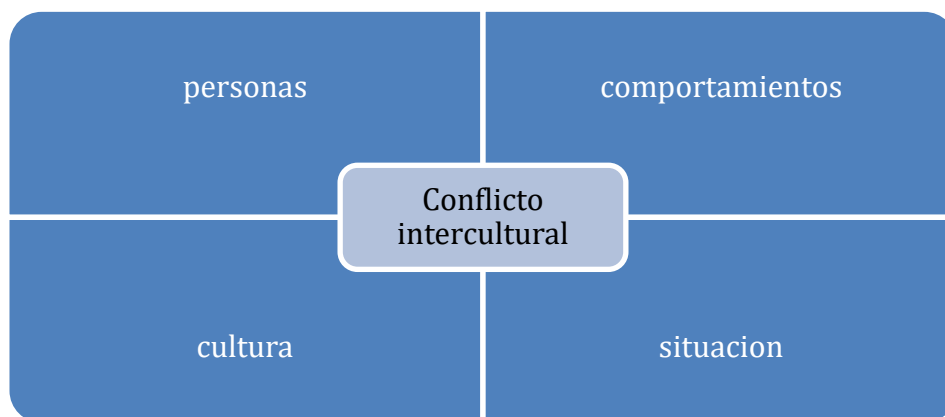 personas
comportamientos
Conflicto
intercultural
cultura
situacion